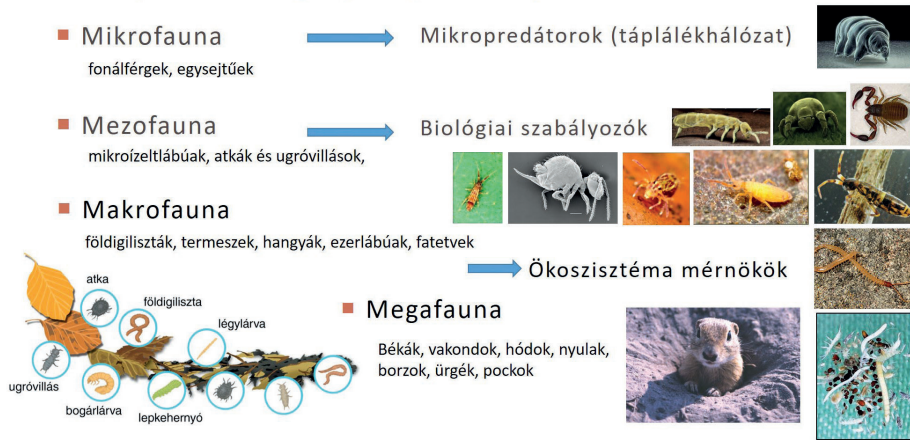 Mikrofauna
Mikropredátorok (táplálékhálózat)
fonálférgek, egysejtűek
Mezofauna
Biológiai szabályozók
mikroízeltlábúak, atkák és ugróvillások,
Makrofauna
földigiliszták, termeszek, hangyák, ezerlábúak, fatetvek
Ökoszisztéma mérnökök
Megafauna
Békák, vakondok, hódok, nyulak,
borzok, ürgék, pockok
atka
földigiliszta
légylárva
ugróvillás
bogárlárva
lepkehernyó